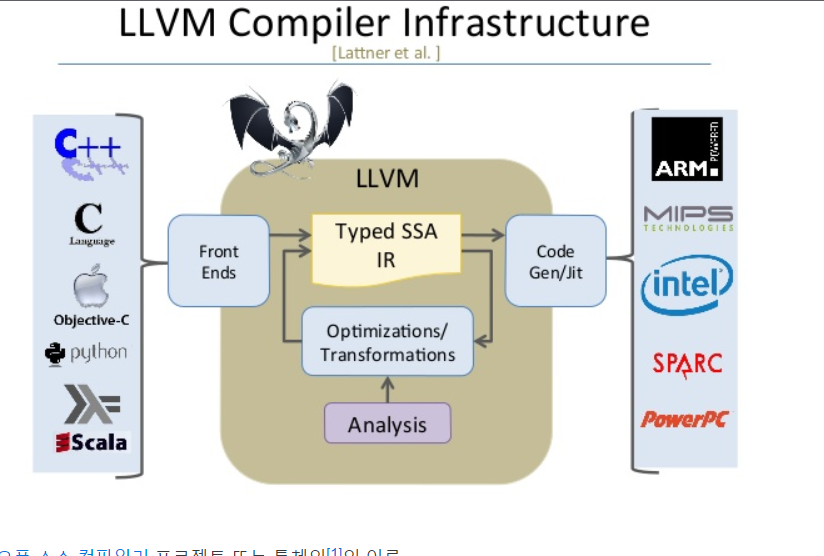 LLVM Compiler Infrastructure
[Lattner et al. ]
C++
C
Language
Objective-C
python
Scala
LLVM
Front
Ends
Typed SSA
IR
Code
Gen/Jit
Optimizations/
Transformations
Analysis
ARM
POWERED
MIPS
TECHNOLOGIES
intel
SPARC
PowerPC